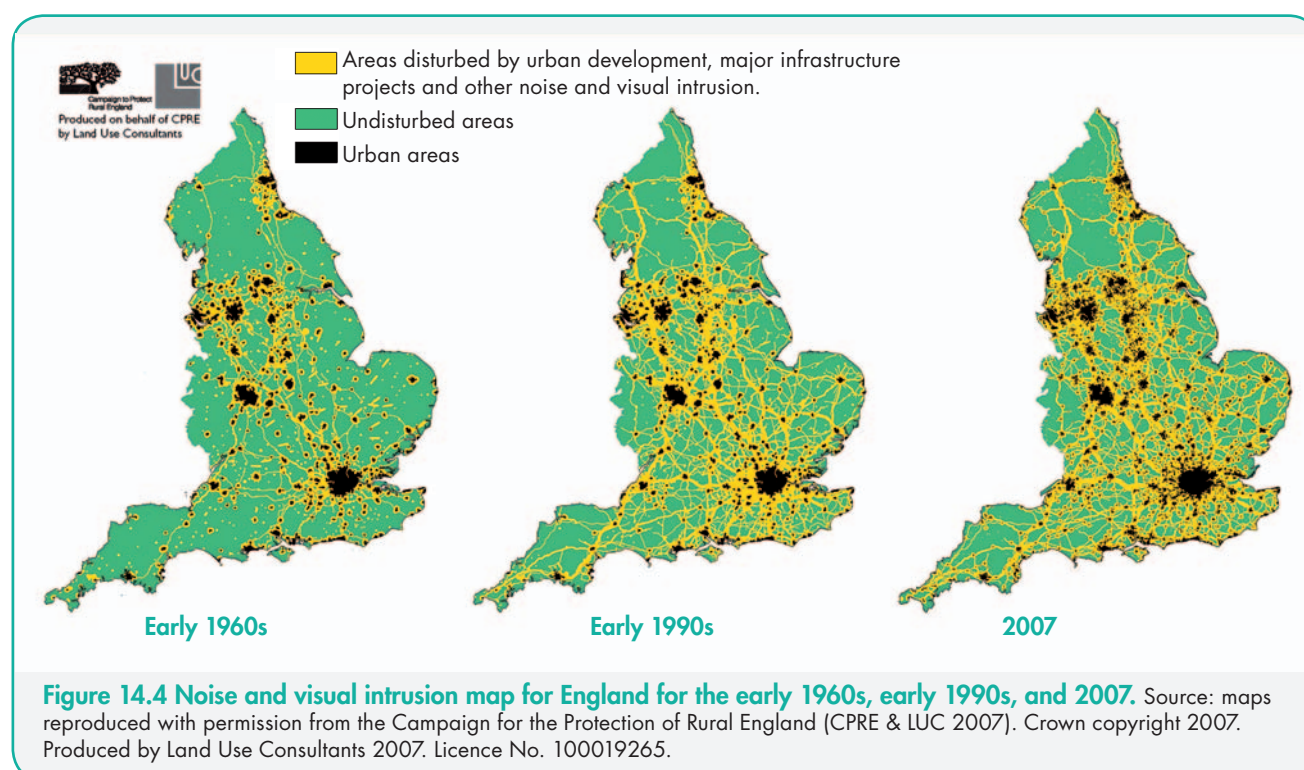 LUC
Campaign to Protect
Rural England
Produced on behalf of CPRE
by Land Use Consultants
Areas disturbed by urban development, major infrastructure
projects and other noise and visual intrusion.
Undisturbed areas
Urban areas
Early 1960s
Early 1990s
2007
Figure 14.4 Noise and visual intrusion map for England for the early 1960s, early 1990s, and 2007. Source: maps
reproduced with permission from the Campaign for the Protection of Rural England (CPRE & LUC 2007). Crown copyright 2007.
Produced by Land Use Consultants 2007. Licence No. 100019265.